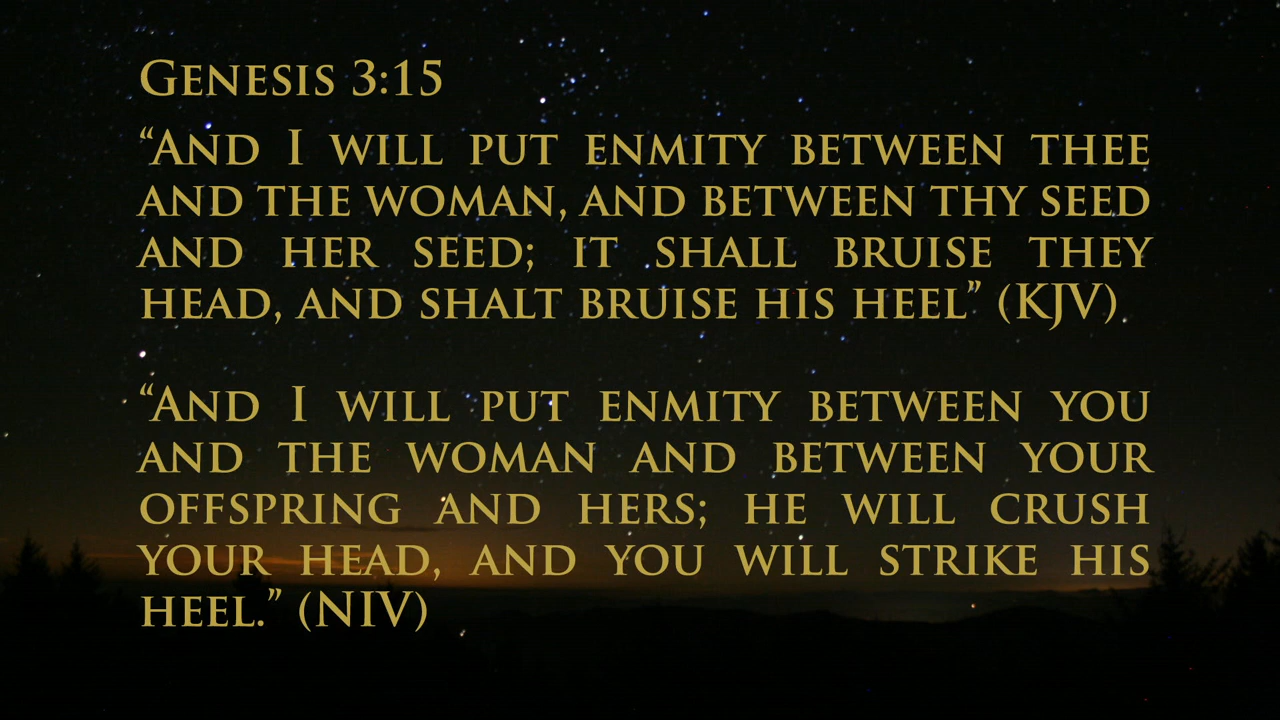 Genesis 3:15
“And I will put enmity between thee
and the woman, and between thy seed
and her seed; it shall bruise they
head, and shalt bruise his heel” (KJV)
“And I will put enmity between you
and the woman and between your
offspring and hers; he will crush
your head, and you will strike his
heel.” (NIV)